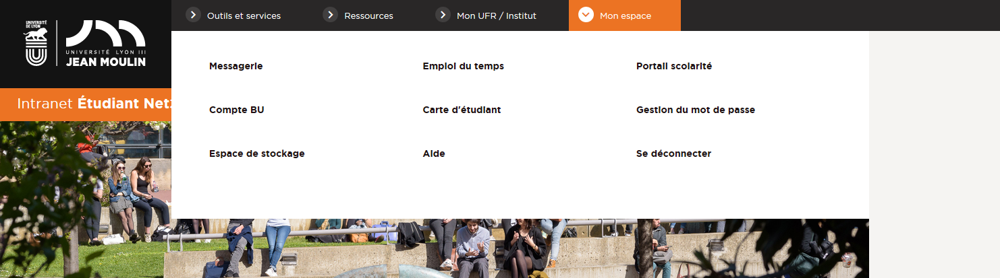 UNIVERSITÉ
DE LYON
UNIVERSITÉ LYON III
JEAN MOULIN
Outils et services
Ressources
Mon UFR / Institut
Mon espace
Intranet Étudiant Net3
Messagerie
Emploi du temps
Portail scolarité
Compte BU
Carte d'étudiant
Gestion du mot de passe
Espace de stockage
Aide
Se déconnecter